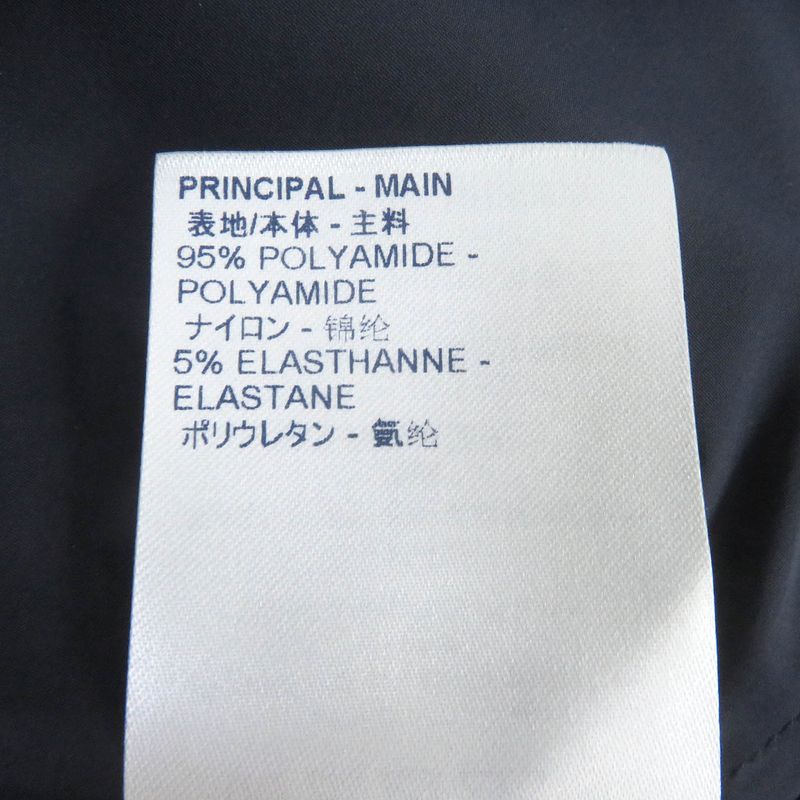 PRINCIPAL - MAIN
表地/本体 - 主料
95% POLYAMIDE -
POLYAMIDE
ナイロン - 锦纶
5% ELASTHANNE -
ELASTANE
ポリウレタン - 氨纶